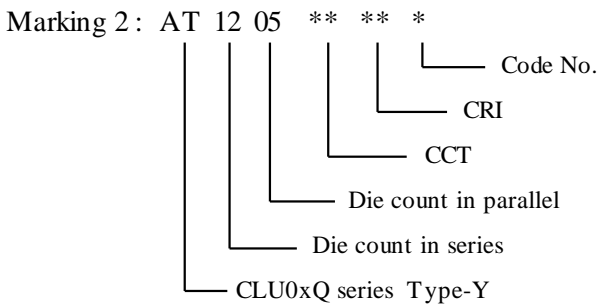 Marking 2 : AT 12 05 ** ** *
Code No.
CRI
CCT
Die count in parallel
Die count in series
CLU0xQ series Type-Y